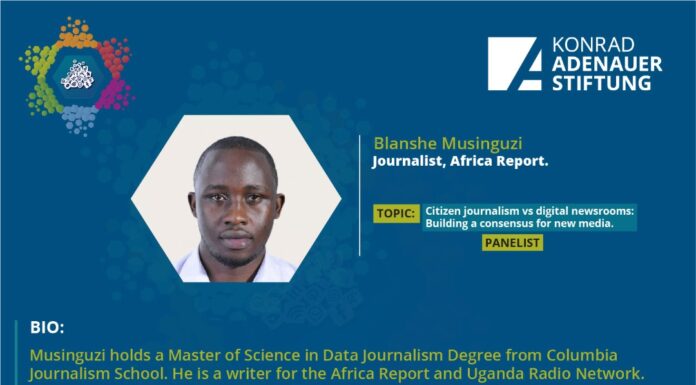 KONRAD
ADENAUER
STIFTUNG
Blanshe Musinguzi
Journalist, Africa Report.
TOPIC:
Citizen journalism vs digital newsrooms:
Building a consensus for new media.
PANELIST
BIO:
Musinguzi holds a Master of Science in Data Journalism Degree from Columbia
Journalism School. He is a writer for the Africa Report and Uganda Radio Network.